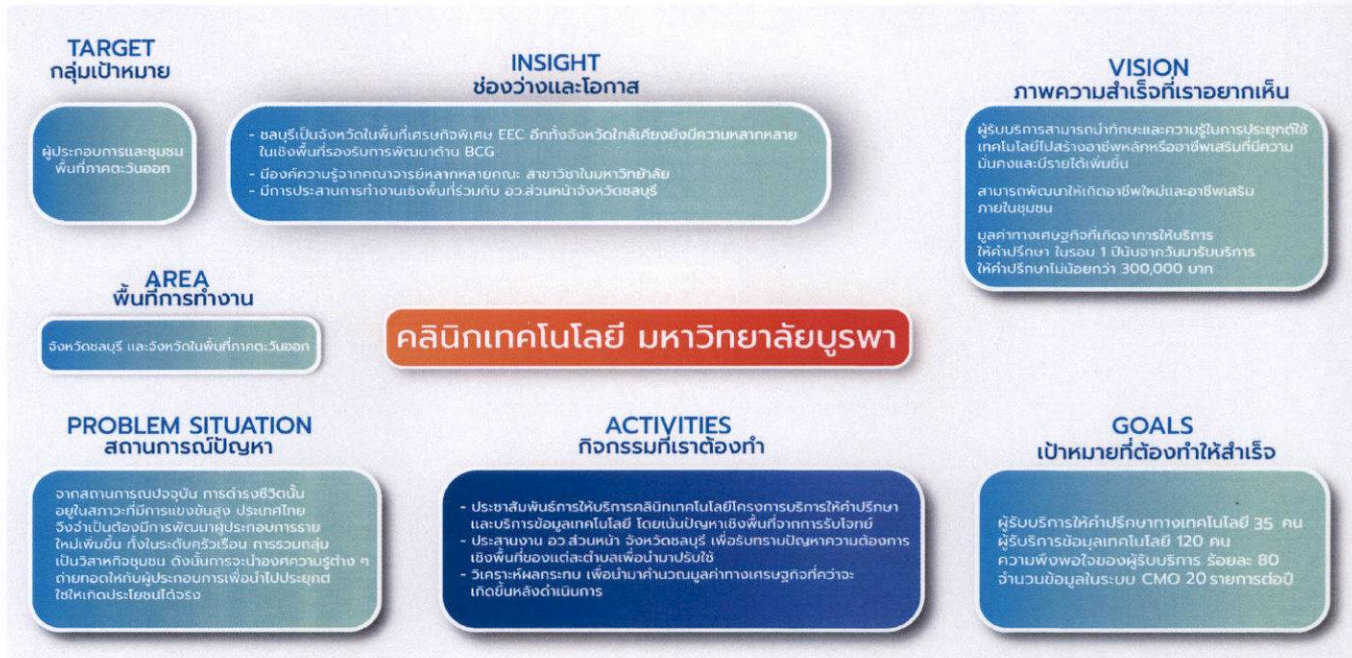 TARGET
กลุ่มเป้าหมาย
ผู้ประกอบการและชุมชน
พื้นที่ภาคตะวันออก
INSIGHT
ช่องว่างและโอกาส
- ชลบุรีเป็นจังหวัดในพื้นที่เศรษกิจพิเศษ EEC อีกทั้งจังหวัดใกล้เคียงยังมีความหลากหลาย
ในเชิงพื้นที่รองรับการพัฒนาด้าน BCG
- มีองค์ความรู้จากคณาจารย์หลากหลายคณะ สาขาวิชาในมหาวิทย้าลัย
- มีการประสานการทำงานเชิงพื้นที่ร่วมกับ อว.ส่วนหน้าจังหวัดชลบุรี
VISION
ภาพความสำเร็จที่เราอยากเห็น
ผู้รับบริการสามารถนำทักษะและความรู้ในการประยุกต์ใช้
เทคโนโลยีไปสร้างอาชีพหลักหรืออาชีพเสริมที่มีความ
มั่นคงและมีรายได้เพิ่มขึ้น
สามารถพัฒนาให้เกิดอาชีพใหม่และอาชีพเสริม
ภายในชุมชน
มูลค่าทางเศรษฐกิจที่เกิดจาการให้บริการ
ให้คำปรึกษา ในรอบ 1 ปีนับจากวันมารับบริการ
ให้คำปรึกษาไม่น้อยกว่า 300,000 บาท
AREA
พื้นที่การทำงาน
จังหวัดชลบุรี และจังหวัดในพื้นที่ภาคตะวันออก
คลินิกเทคโนโลยี มหาวิทยาลัยบูรพา
PROBLEM SITUATION
สถานการณ์ปัญหา
จากสถานการณปจจุบัน การดำรงชีวิตนั้น
อยู่ในสภาวะที่มีการแขงขันสูง ประเทศไทย
จึงจำเป็นต้องมีการพัฒนาผู้ประกอบการราย
ใหม่เพิ่มขึ้น ทั้งในระดับครัวเรือน การรวมกลุ่ม
เป็นวิสาหกิจชุมชน ดังนั้นการจะนำองศความรู้ต่าง ๆ
ถ่ายทอดให้กับผู้ประกอบการเพื่อนำไปประยุกต
ใชใหเกิดประโยชนได้จริง
ACTIVITIES
กิจกรรมที่เราต้องทำ
- ประชาสัมพันธ์การให้บริการคลินิกเทคโนโลยีโครงการบริการให้คำปรึกษา
และบริการข้อมูลเทคโนโลยี โดยเน้นปัญหาเชิงพื้นที่จากการรับโจทย์
- ประสานงาน อว.ส่วนหน้า จังหวัดชลบุรี เพื่อรับทราบปัญหาความต้องการ
เชิงพื้นที่ของแต่ละตำบลเพื่อนำมาปรับใช้
- วิเคราะห์ผลกระทบ เพื่อนำมาคำนวณมูลค่าทางเศรษฐกิจที่คว่าจะ
เกิดขึ้นหลังดำเนินการ
GOALS
เป้าหมายที่ต้องทำให้สำเร็จ
ผู้รับบริการให้คำปรึกษาทางเทคโนโลยี 35 คน
ผู้รับบริการข้อมูลเทคโนโลยี 120 คน
ความพึงพอใจของผู้รับบริการ ร้อยละ 80
จำนวนข้อมูลในระบบ CMO 20 รายการต่อปี